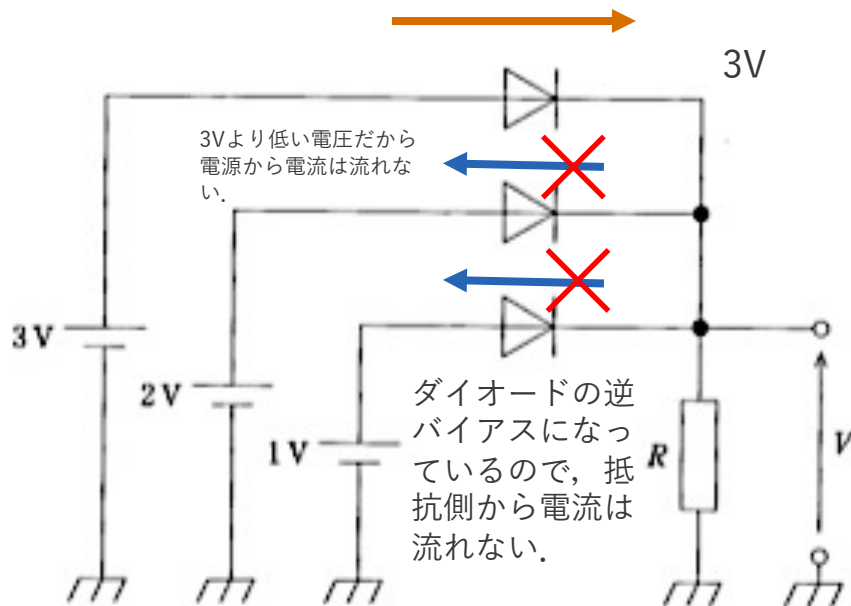 3V
3Vより低い電圧だから
電源から電流は流れな
い.
3V
2V
1V
ダイオードの逆
バイアスになっ
ているので，抵
抗側から電流は
流れない.
R
V